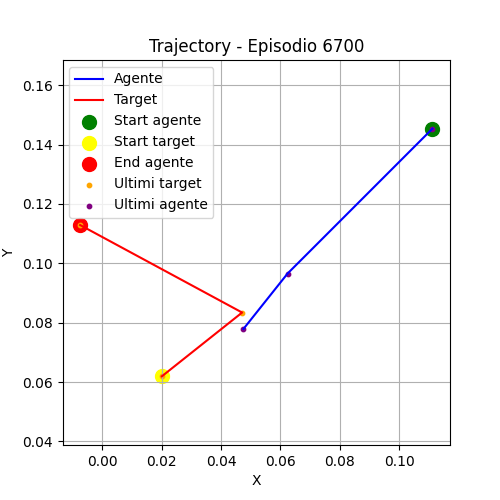 Trajectory - Episodio 6700
Agente
Target
Start agente
Start target
End agente
Ultimi target
Ultimi agente
0.16
0.14
0.12
0.10
0.08
0.06
0.04
Y
0.00 0.02 0.04 0.06 0.08 0.10
X